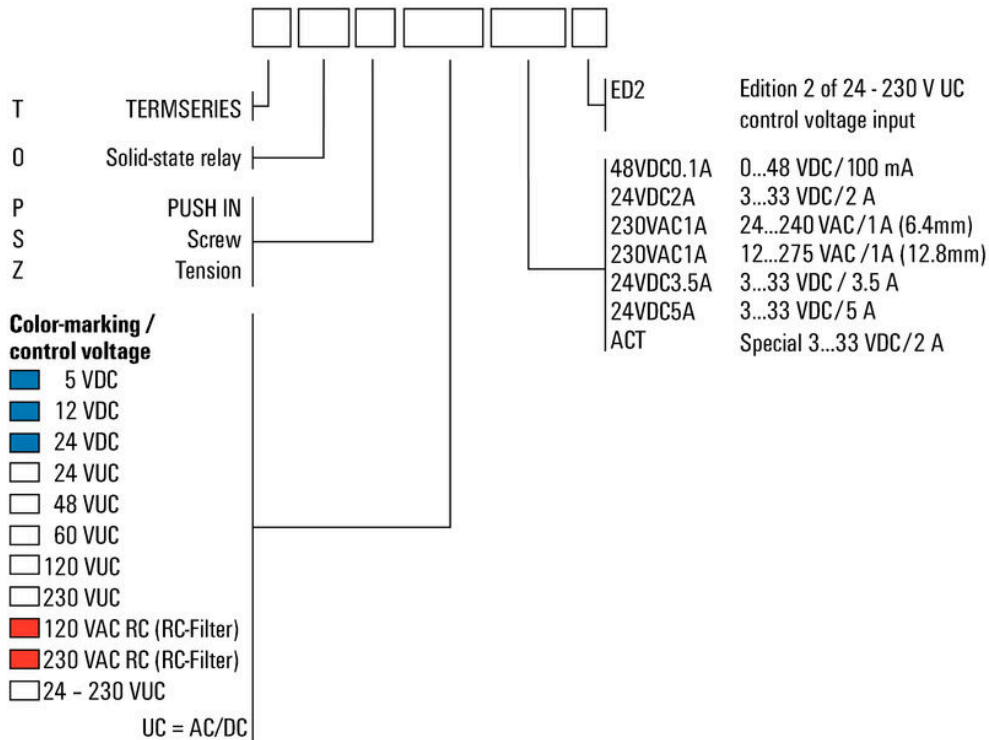 T TERMSERIES
O Solid-state relay
P PUSH IN
S Screw
Z Tension
Color-marking /
control voltage
5 VDC
12 VDC
24 VDC
24 VUC
48 VUC
60 VUC
120 VUC
230 VUC
120 VAC RC (RC-Filter)
230 VAC RC (RC-Filter)
24 – 230 VUC
UC = AC/DC
ED2 Edition 2 of 24 - 230 V UC
control voltage input
48VDC0.1A 0...48 VDC/100 mA
24VDC2A 3...33 VDC/2 A
230VAC1A 24...240 VAC/1A (6.4mm)
230VAC1A 12...275 VAC /1A (12.8mm)
24VDC3.5A 3...33 VDC / 3.5 A
24VDC5A 3...33 VDC/5 A
ACT Special 3...33 VDC/2 A